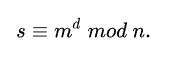 s ≡ m^d mod n.